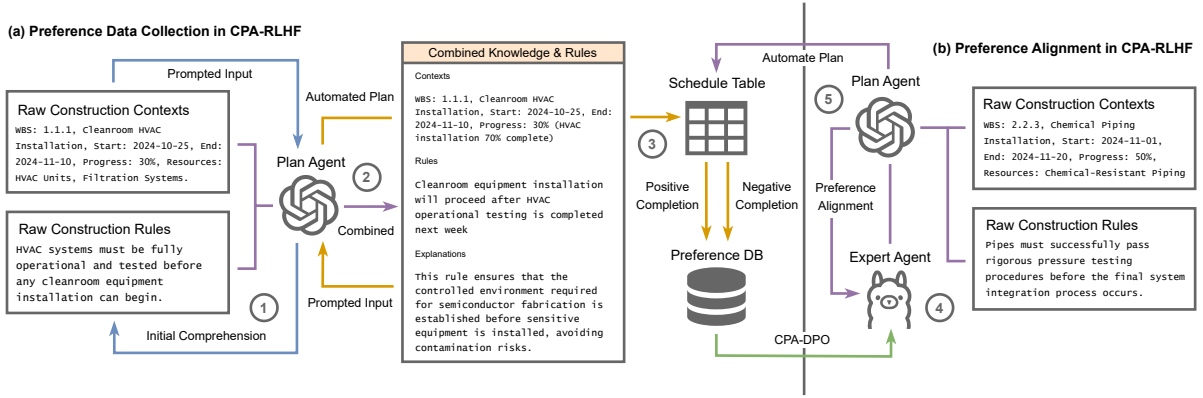 (a) Preference Data Collection in CPA-RLHF
Prompted Input
Raw Construction Contexts
WBS: 1.1.1, Cleanroom HVAC
Installation, Start: 2024-10-25, End:
2024-11-10, Progress: 30%, Resources:
HVAC Units, Filtration Systems.
Raw Construction Rules
HVAC systems must be fully
operational and tested before
any cleanroom equipment
installation can begin.
1
Initial Comprehension
Plan Agent
Automated Plan
2
Combined
Prompted Input
Combined Knowledge & Rules
Contexts
WBS: 1.1.1, Cleanroom HVAC
Installation, Start: 2024-10-25, End:
2024-11-10, Progress: 30% (HVAC
installation 70% complete)
Rules
Cleanroom equipment installation
will proceed after HVAC
operational testing is completed
next week
Explanations
This rule ensures that the
controlled environment required
for semiconductor fabrication is
established before sensitive
equipment is installed, avoiding
contamination risks.
3
Schedule Table
Positive
Completion
Negative
Completion
Preference DB
CPA-DPO
(b) Preference Alignment in CPA-RLHF
Automate Plan
Plan Agent
5
Preference
Alignment
Expert Agent
4
Raw Construction Contexts
WBS: 2.2.3, Chemical Piping
Installation, Start: 2024-11-01,
End: 2024-11-20, Progress: 50%,
Resources: Chemical-Resistant Piping
Raw Construction Rules
Pipes must successfully pass
rigorous pressure testing
procedures before the final system
integration process occurs.